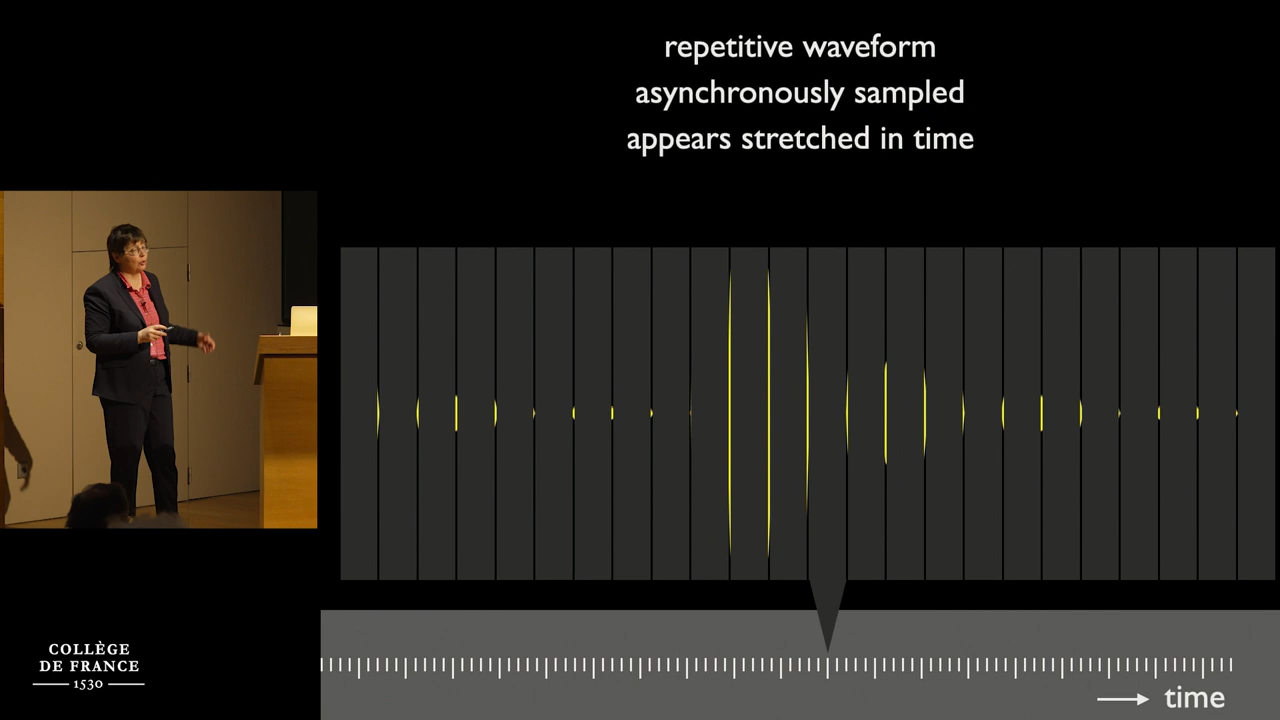 repetitive waveform
asynchronously sampled
appears stretched in time
COLLÈGE
DE FRANCE
1530
time